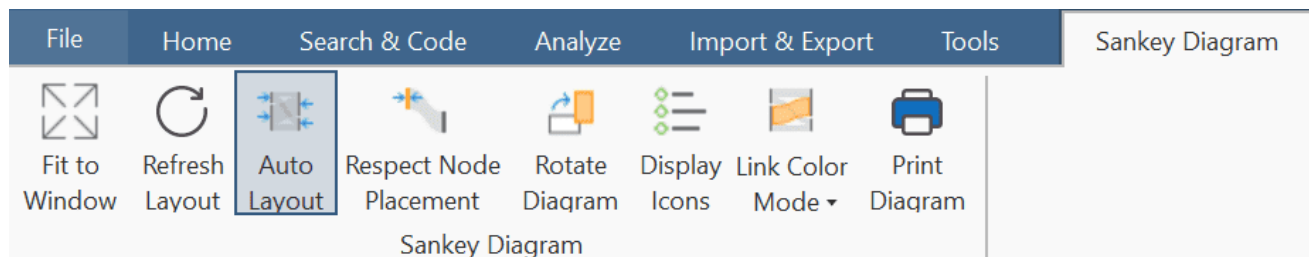 File Home Search & Code Analyze Import & Export Tools Sankey Diagram
Fit to Window
Refresh Layout
Auto Layout
Respect Node Placement
Rotate Diagram
Display Icons
Link Color Mode
Print Diagram
Sankey Diagram